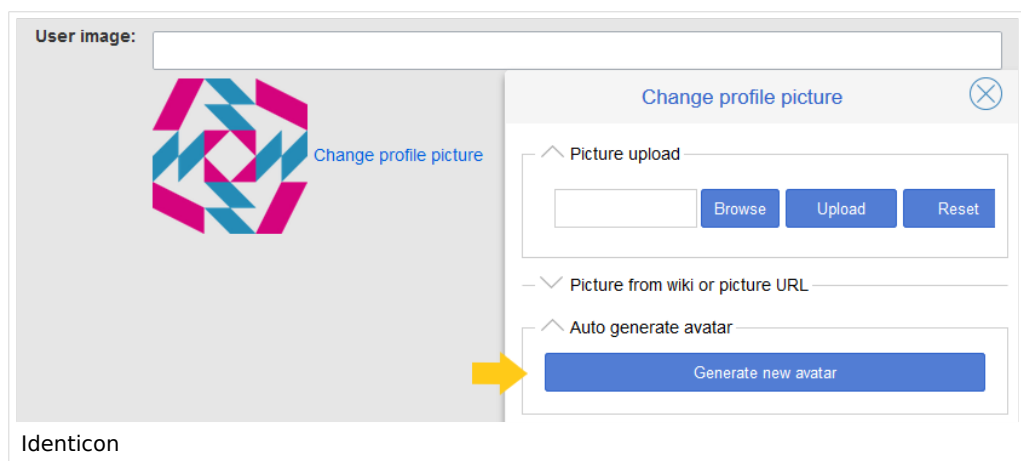 User image:
Change profile picture
Change profile picture
Picture upload
Browse Upload Reset
Picture from wiki or picture URL
Auto generate avatar
Generate new avatar
Identicon